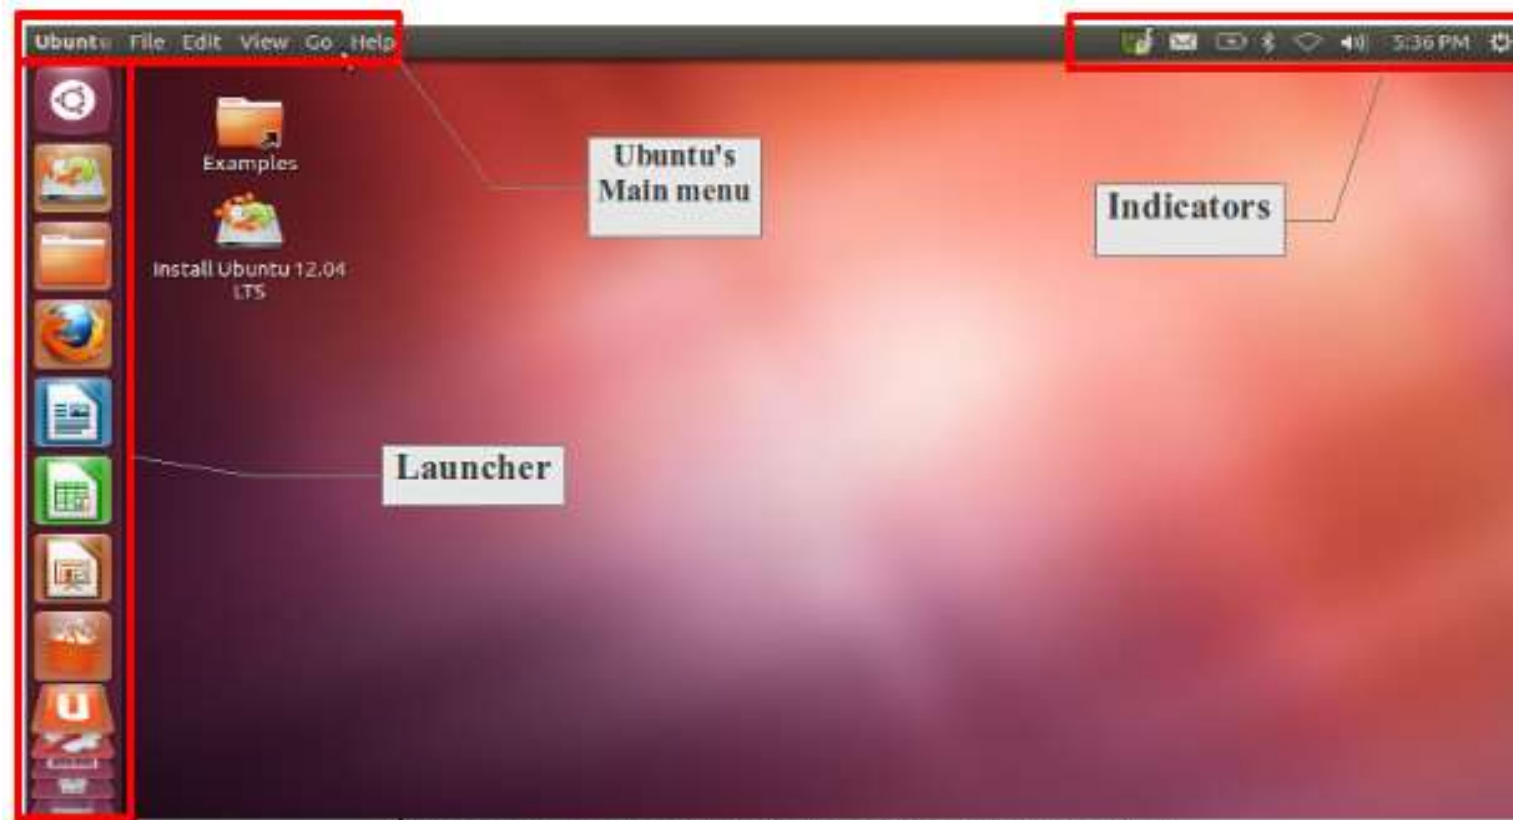 Ubuntu File Edit View Go Help
5:36 PM
Examples
Install Ubuntu 12.04
LTS
Ubuntu's
Main menu
Indicators
Launcher
U